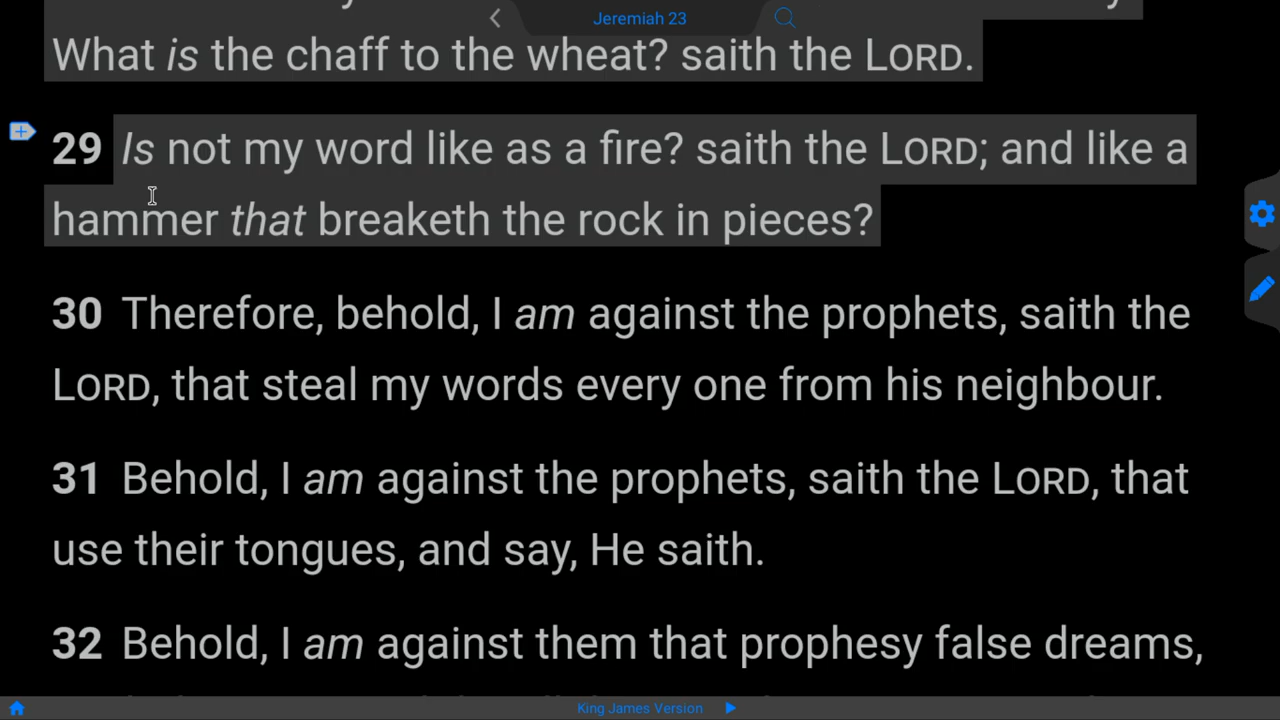 Jeremiah 23
What is the chaff to the wheat? saith the LORD.
29 Is not my word like as a fire? saith the LORD; and like a
hammer that breaketh the rock in pieces?
30 Therefore, behold, I am against the prophets, saith the
LORD, that steal my words every one from his neighbour.
31 Behold, I am against the prophets, saith the LORD, that
use their tongues, and say, He saith.
32 Behold, I am against them that prophesy false dreams,
King James Version